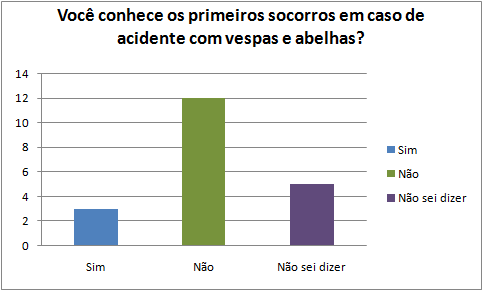 Você conhece os primeiros socorros em caso de
acidente com vespas e abelhas?
14
12
10
8
6
4
2
0
Sim
Não
Não sei dizer
Sim
Não
Não sei dizer